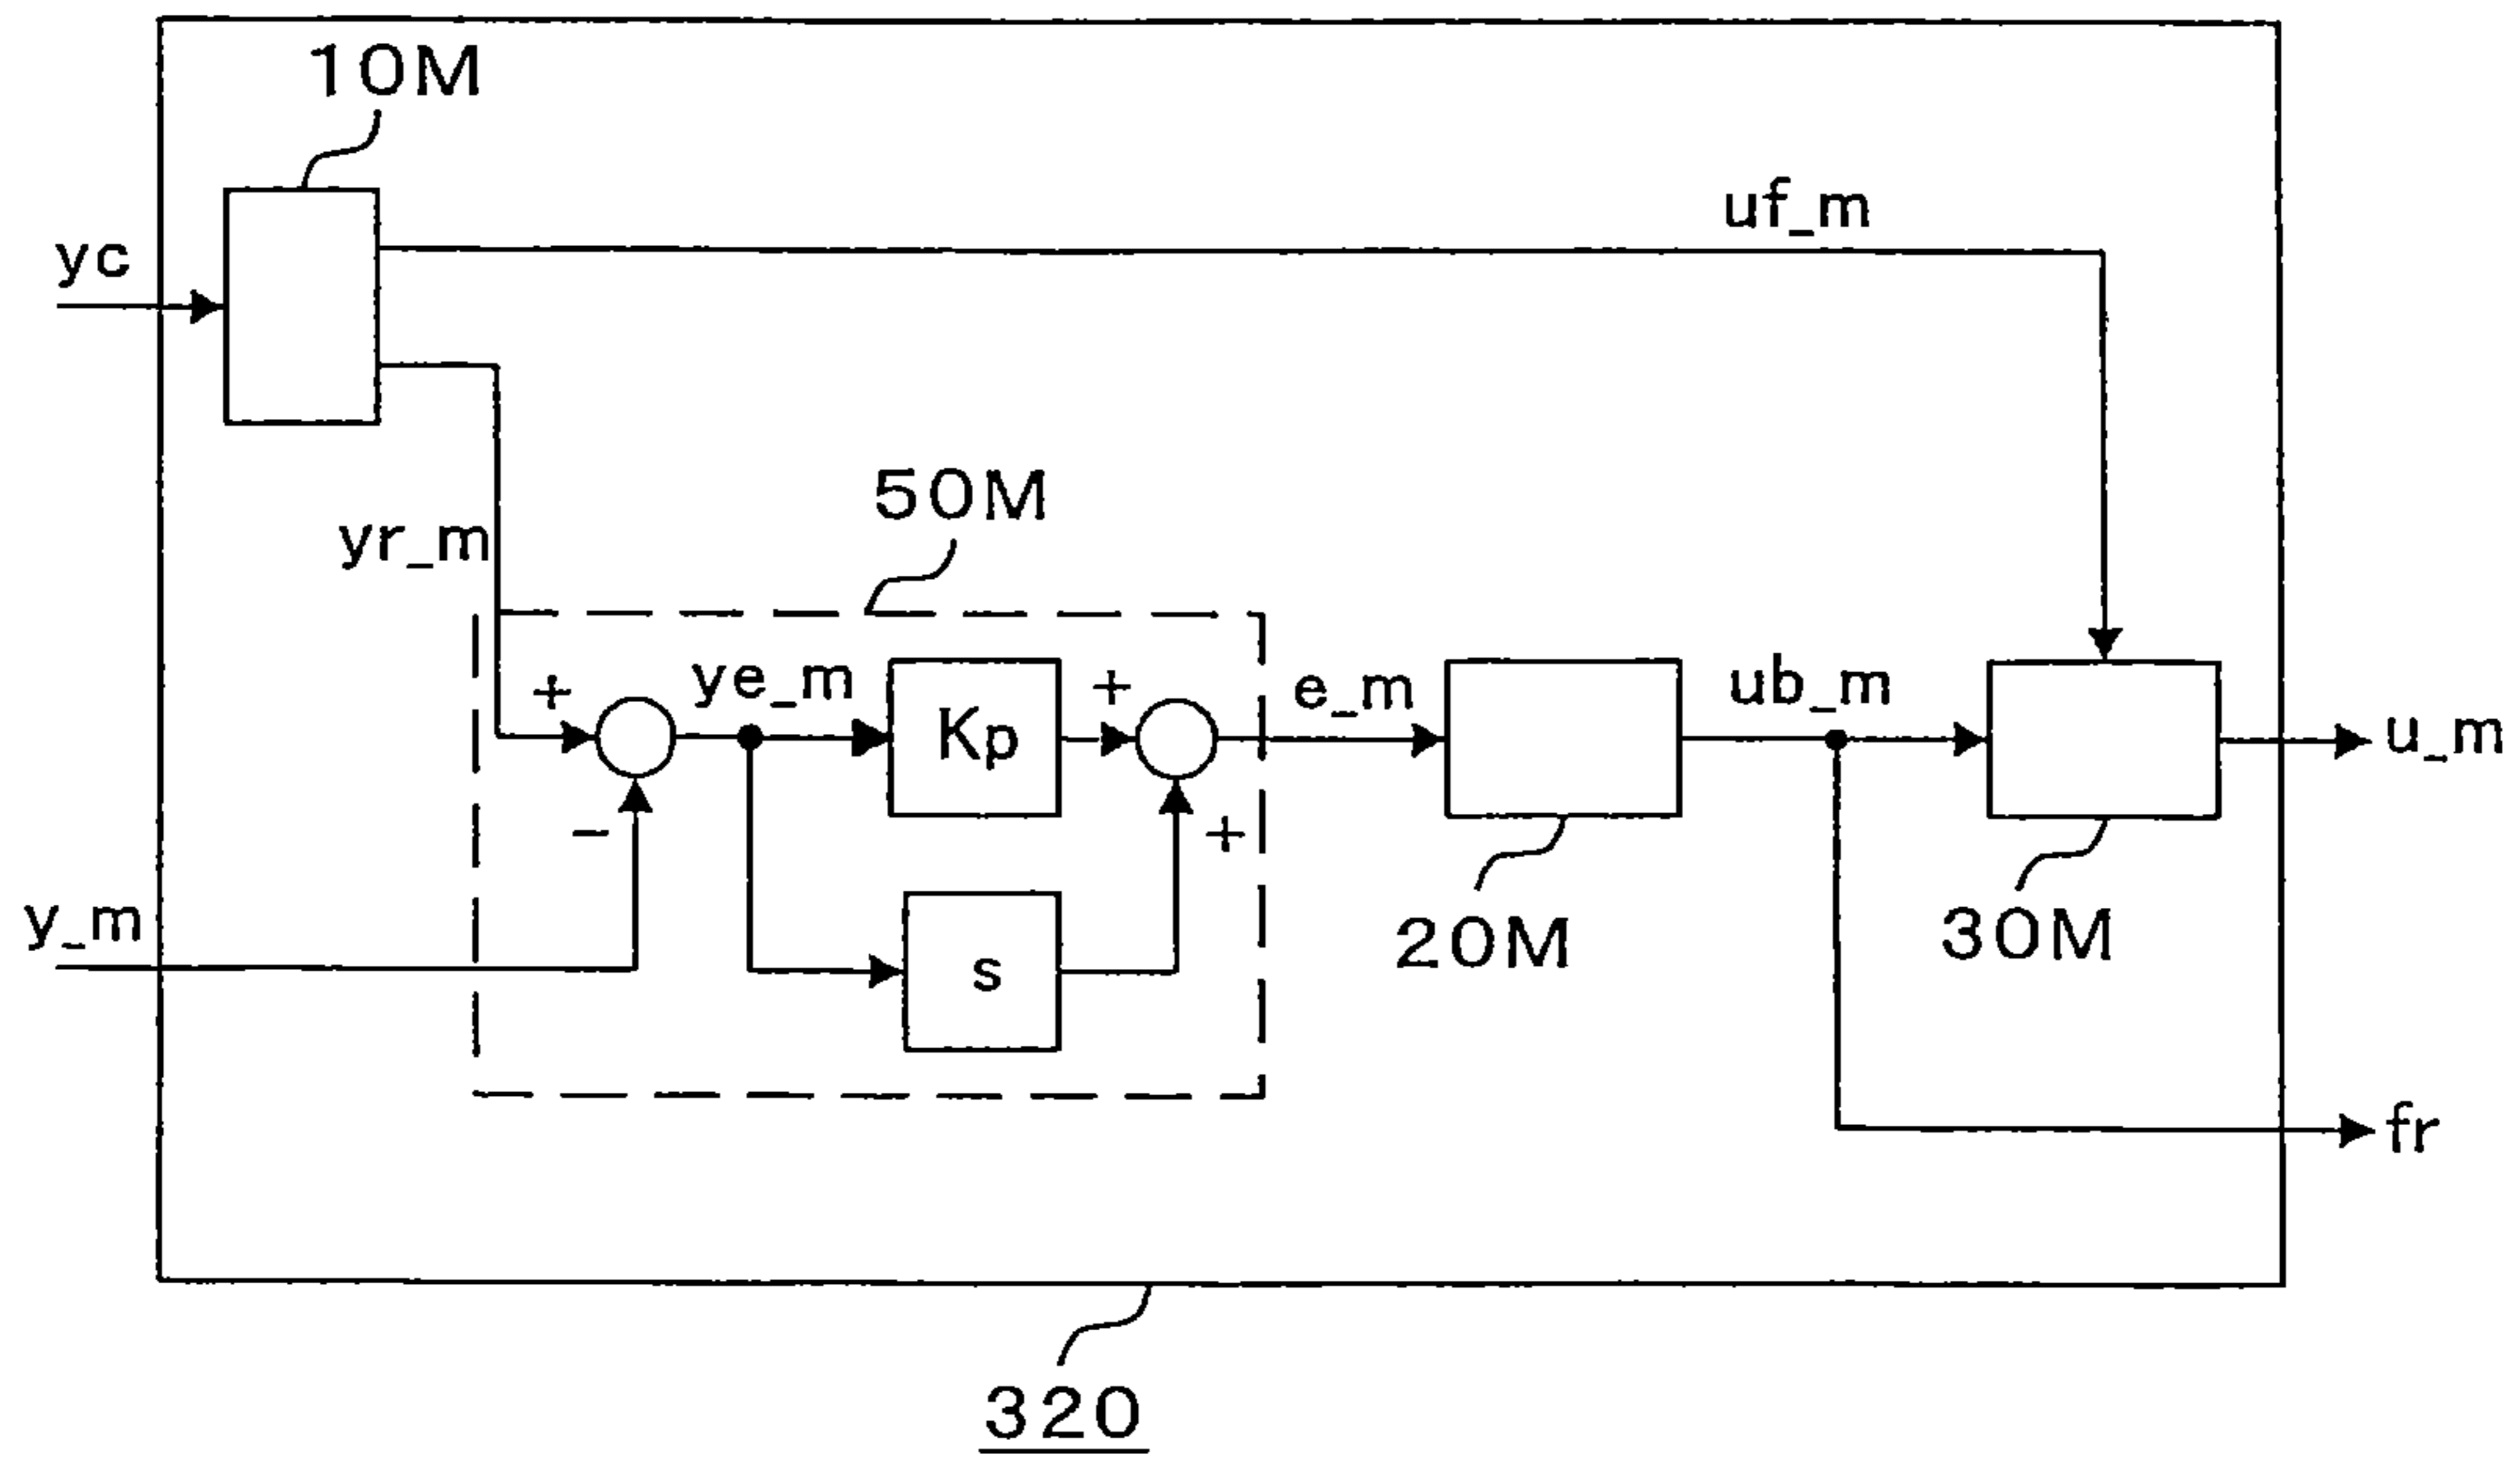 10M
yc
uf_m
yr_m
50M
+
ye_m
Kp
+
e_m
ub_m
u_m
−
+
y_m
s
20M
30M
fr
320